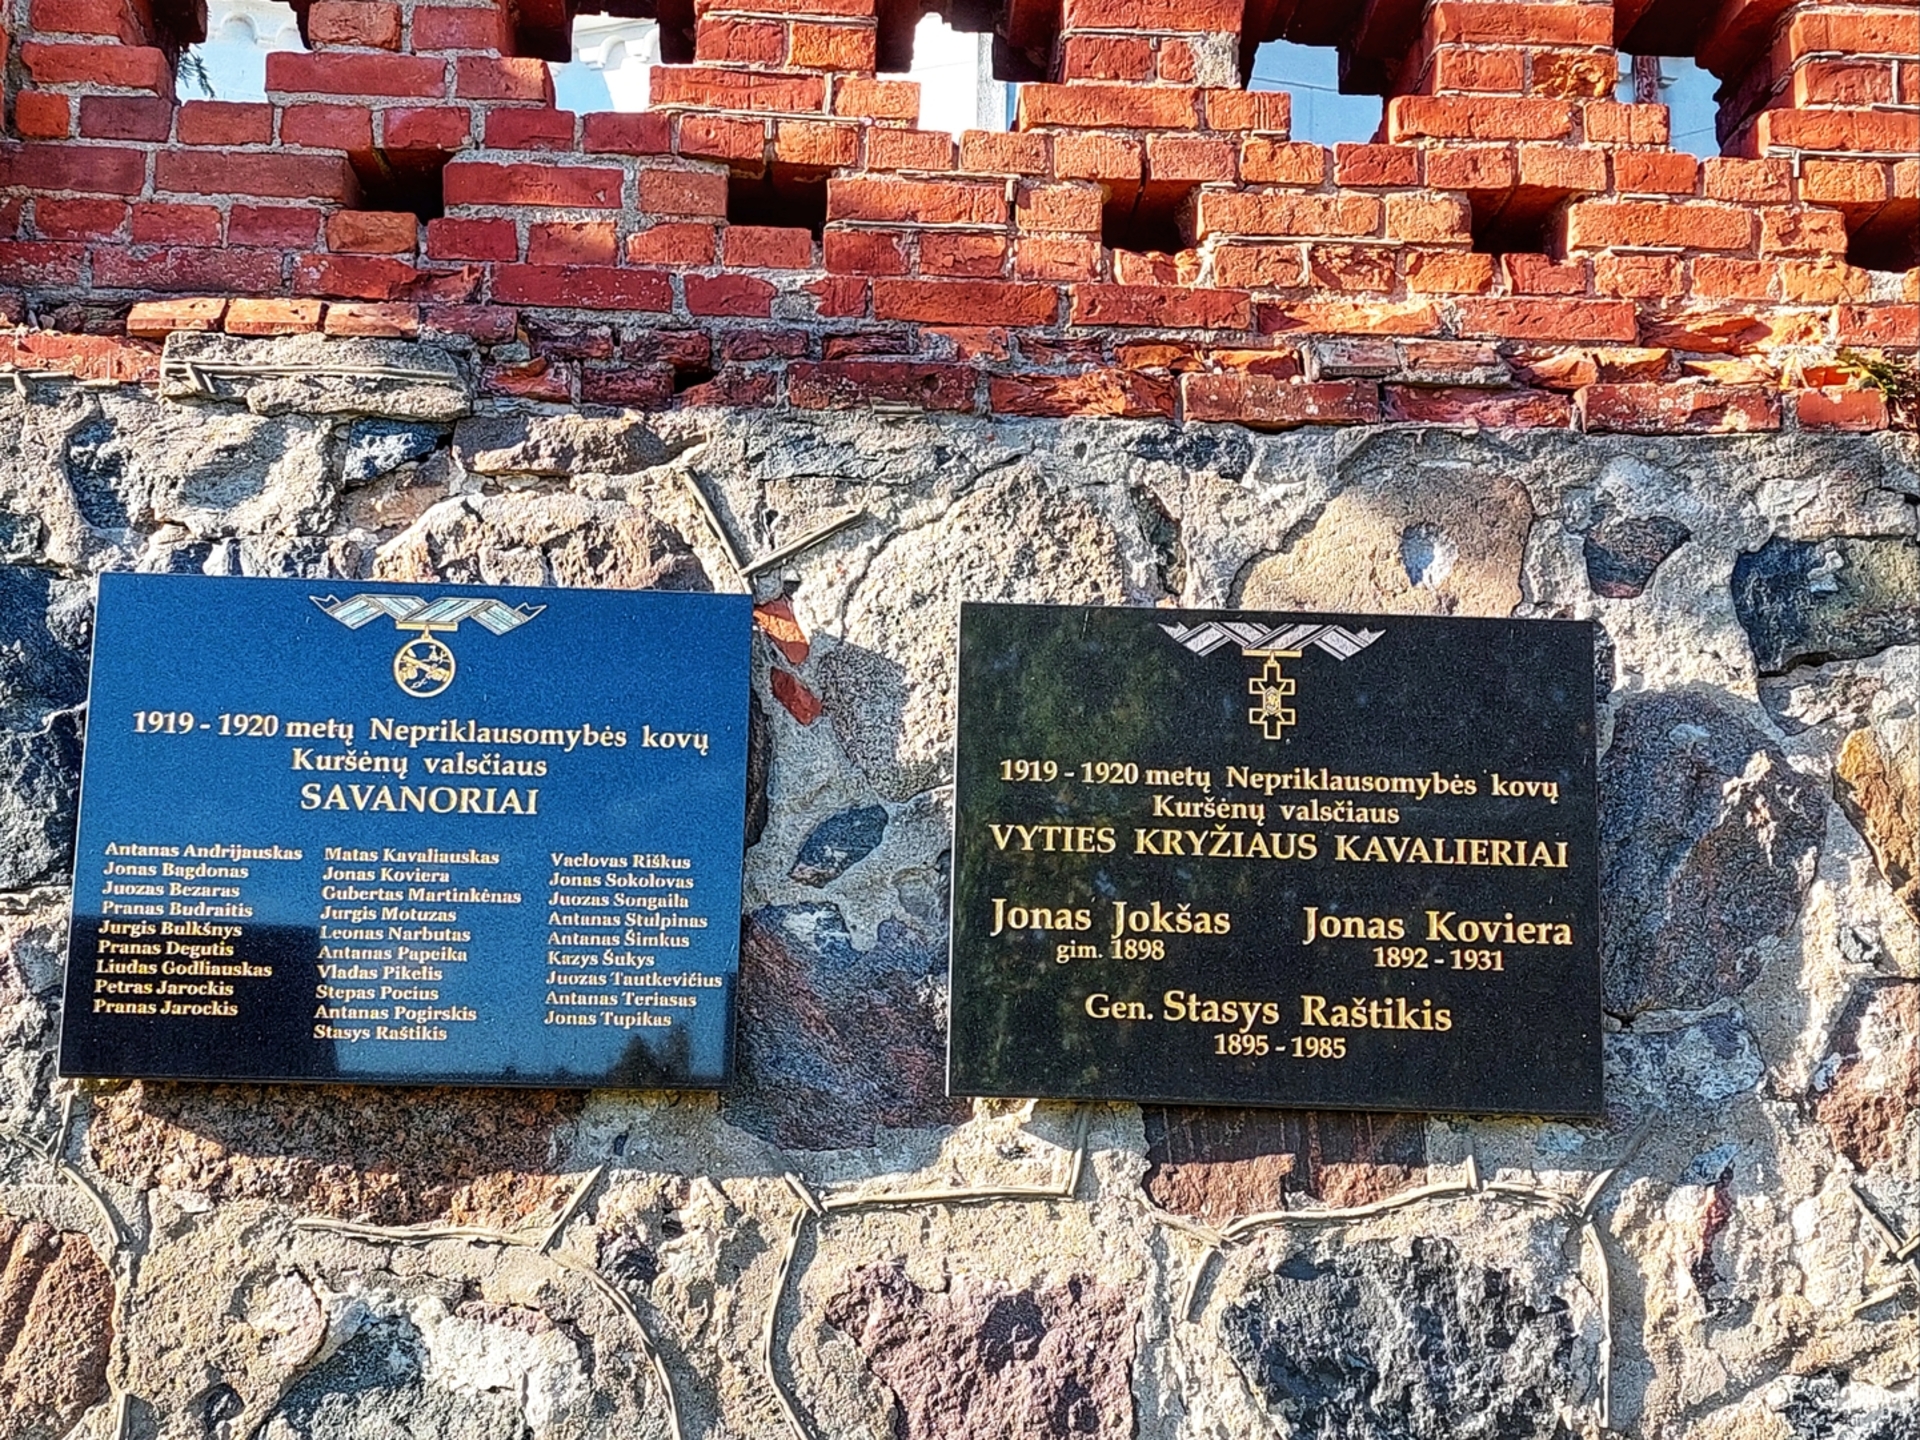 1919 - 1920 metų Nepriklausomybės kovų
Kuršėnų valsčiaus
SAVANORIAI
Antanas Andrijauskas
Jonas Bagdonas
Juozas Bezaras
Pranas Budraitis
Jurgis Bulkšnys
Pranas Degutis
Liudas Godliauskas
Petras Jarockis
Pranas Jarockis
Matas Kavaliauskas
Jonas Koviera
Gubertas Martinkėnas
Jurgis Motuzas
Leonas Narbutas
Antanas Papeika
Vladas Pikelis
Stepas Pocius
Antanas Pogirskis
Stasys Raštikis
Vaclovas Riškus
Jonas Sokolovas
Juozas Songaila
Antanas Stulpinas
Antanas Šimkus
Kazys Šukys
Juozas Tautkevičius
Antanas Teriasas
Jonas Tupikas
1919 - 1920 metų Nepriklausomybės kovų
Kuršėnų valsčiaus
VYTIES KRYŽIAUS KAVALIERIAI
Jonas Jokšas
gim. 1898
Jonas Koviera
1892 - 1931
Gen. Stasys Raštikis
1895 - 1985